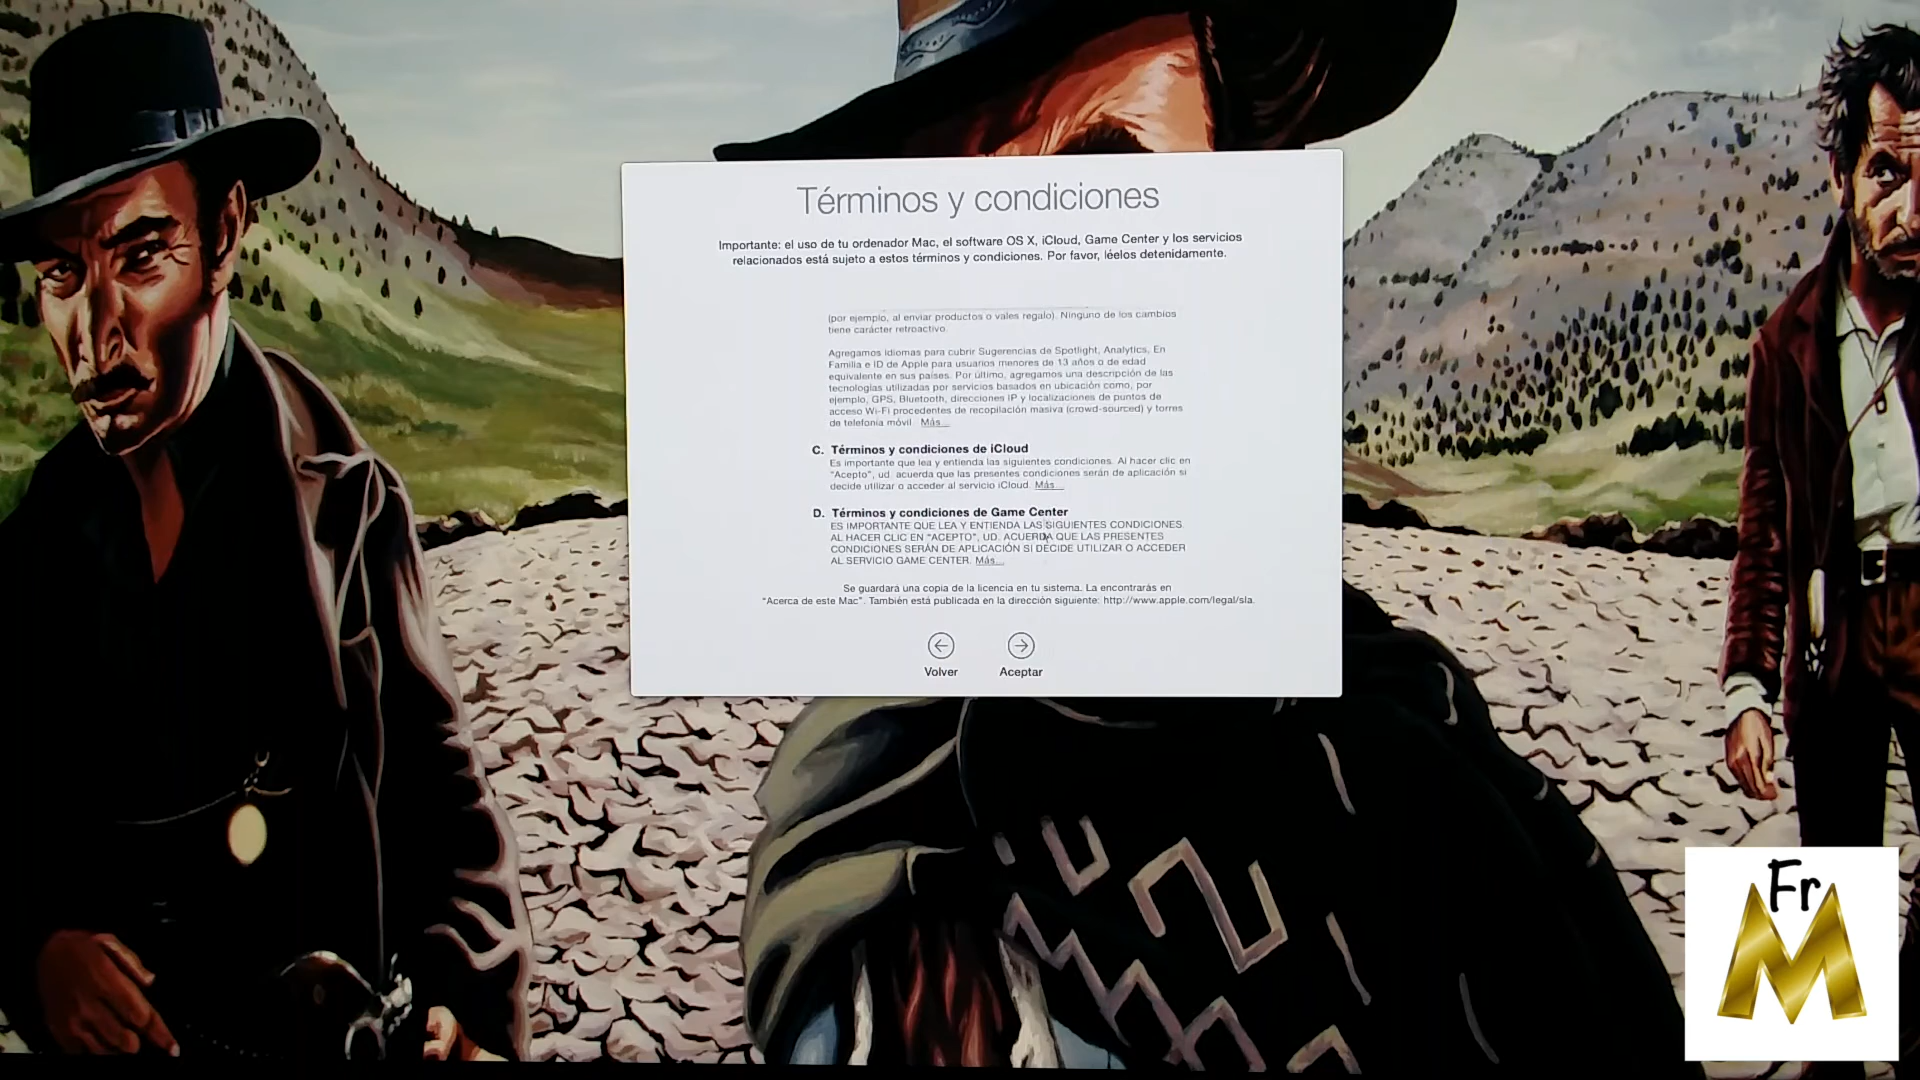 Términos y condiciones
Importante: el uso de tu ordenador Mac, el software OS X, iCloud, Game Center y los servicios
relacionados está sujeto a estos términos y condiciones. Por favor, léelos detenidamente.
(por ejemplo, al enviar productos o vales regalo). Ninguno de los cambios
tiene carácter retroactivo.
Agregamos idiomas para cubrir Sugerencias de Spotlight, Analytics, En
Familia e ID de Apple para usuarios menores de 13 años o de edad
equivalente en sus países. Por último, agregamos una descripción de las
tecnologías utilizadas por servicios basados en ubicación como, por
ejemplo, GPS, Bluetooth, direcciones IP y localizaciones de puntos de
acceso Wi-Fi procedentes de recopilación masiva (crowd-sourced) y torres
de telefonía móvil. Más...
C. Términos y condiciones de iCloud
Es importante que lea y entienda las siguientes condiciones. Al hacer clic en
"Acepto", ud. acuerda que las presentes condiciones serán de aplicación si
decide utilizar o acceder al servicio iCloud. Más...
D. Términos y condiciones de Game Center
ES IMPORTANTE QUE LEA Y ENTIENDA LAS SIGUIENTES CONDICIONES.
AL HACER CLIC EN "ACEPTO", UD. ACUERDA QUE LAS PRESENTES
CONDICIONES SERÁN DE APLICACIÓN SI DECIDE UTILIZAR O ACCEDER
AL SERVICIO GAME CENTER. Más...
Se guardará una copia de la licencia en tu sistema. La encontrarás en
"Acerca de este Mac". También está publicada en la dirección siguiente: http://www.apple.com/legal/sla.
Volver
Aceptar
Fr
M